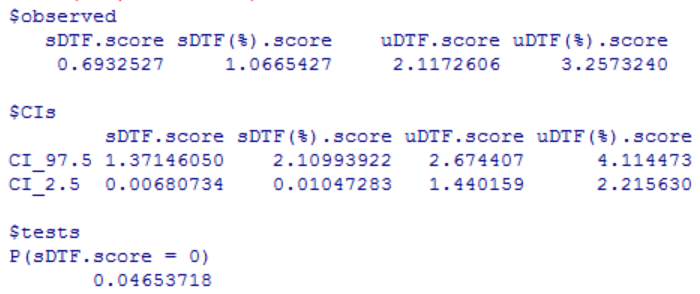 $observed
sDTF.score sDTF(%).score uDTF.score uDTF(%).score
0.6932527 1.0665427 2.1172606 3.2573240
$CIs
sDTF.score sDTF(%).score uDTF.score uDTF(%).score
CI_97.5 1.37146050 2.10993922 2.674407 4.114473
CI_2.5 0.00680734 0.01047283 1.440159 2.215630
$tests
P(sDTF.score = 0)
0.04653718